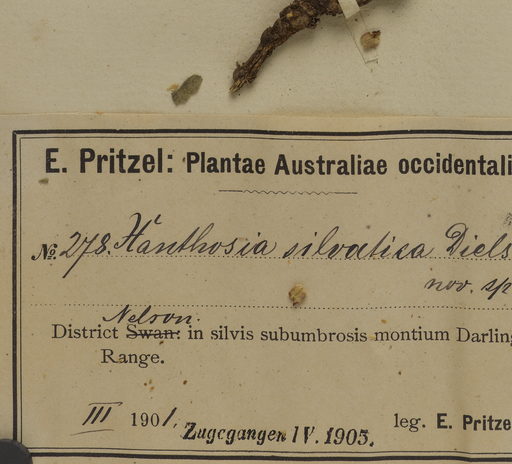 E. Pritzel: Plantae Australiae occidentali
No 278. Xanthosia silvatica Diels
nov. sp
Nelson.
District Swan: in silvis subumbrosis montium Darling
Range.
III 1901. Zugegangen IV. 1905. leg. E. Pritze